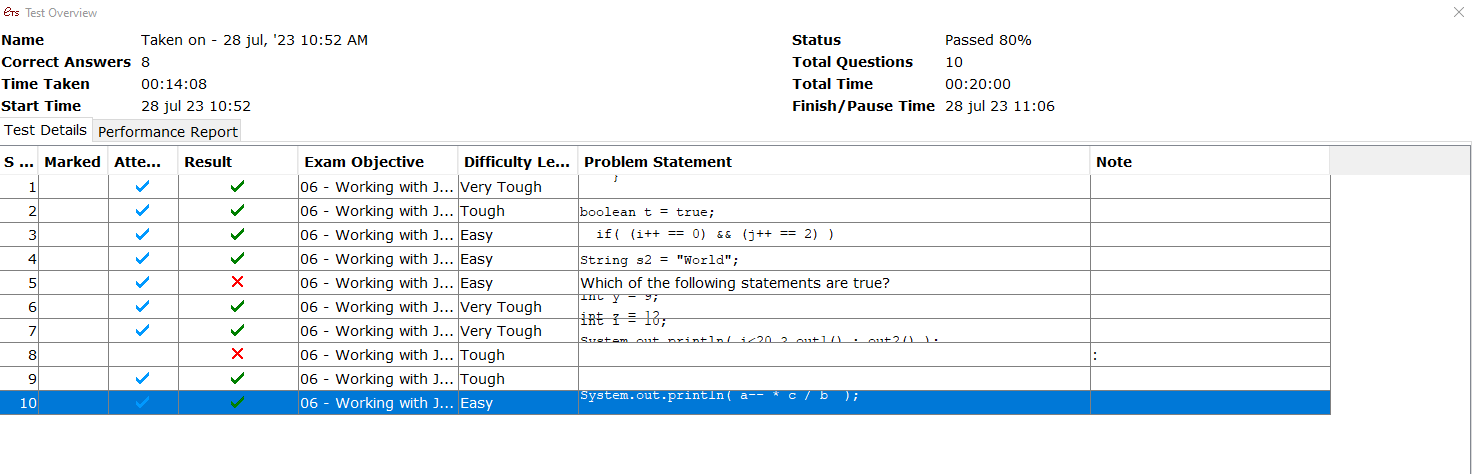 eTS Test Overview
Name Taken on - 28 jul, '23 10:52 AM Status Passed 80%
Correct Answers 8 Total Questions 10
Time Taken 00:14:08 Total Time 00:20:00
Start Time 28 jul 23 10:52 Finish/Pause Time 28 jul 23 11:06
Test Details Performance Report
S ... Marked Atte... Result Exam Objective Difficulty Le... Problem Statement Note
1 06 - Working with J... Very Tough }
2 06 - Working with J... Tough boolean t = true;
3 06 - Working with J... Easy if( (i++ == 0) && (j++ == 2) )
4 06 - Working with J... Easy String s2 = "World";
5 06 - Working with J... Easy Which of the following statements are true?
6 06 - Working with J... Very Tough int y = 9;
7 06 - Working with J... Very Tough int i = 10;
System.out.println( i<20 ? out1() : out2() );
8 06 - Working with J... Tough :
9 06 - Working with J... Tough
10 06 - Working with J... Easy System.out.println( a-- * c / b );